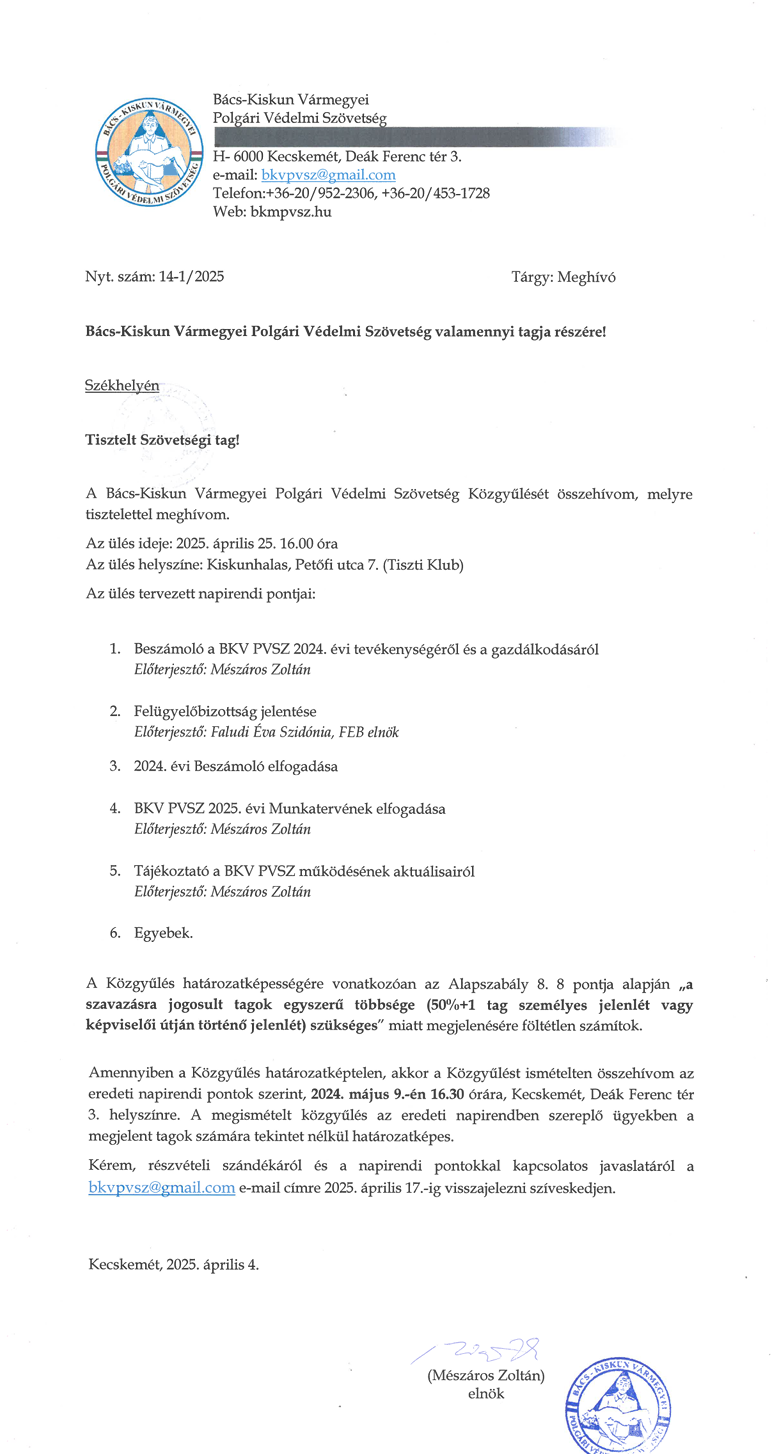 BÁCS - KISKUN VÁRMEGYEI
POLGÁRI VÉDELMI SZÖVETSÉG
Bács-Kiskun Vármegyei
Polgári Védelmi Szövetség
H- 6000 Kecskemét, Deák Ferenc tér 3.
e-mail: bkvpvsz@gmail.com
Telefon:+36-20/952-2306, +36-20/453-1728
Web: bkmpvsz.hu
Nyt. szám: 14-1/2025 Tárgy: Meghívó
Bács-Kiskun Vármegyei Polgári Védelmi Szövetség valamennyi tagja részére!
Székhelyén
Tisztelt Szövetségi tag!
A Bács-Kiskun Vármegyei Polgári Védelmi Szövetség Közgyűlését összehívom, melyre
tisztelettel meghívom.
Az ülés ideje: 2025. április 25. 16.00 óra
Az ülés helyszíne: Kiskunhalas, Petőfi utca 7. (Tiszti Klub)
Az ülés tervezett napirendi pontjai:
1. Beszámoló a BKV PVSZ 2024. évi tevékenységéről és a gazdálkodásáról
Előterjesztő: Mészáros Zoltán
2. Felügyelőbizottság jelentése
Előterjesztő: Faludi Éva Szidónia, FEB elnök
3. 2024. évi Beszámoló elfogadása
4. BKV PVSZ 2025. évi Munkatervének elfogadása
Előterjesztő: Mészáros Zoltán
5. Tájékoztató a BKV PVSZ működésének aktuálisairól
Előterjesztő: Mészáros Zoltán
6. Egyebek.
A Közgyűlés határozatképességére vonatkozóan az Alapszabály 8. 8 pontja alapján „a
szavazásra jogosult tagok egyszerű többsége (50%+1 tag személyes jelenlét vagy
képviselői útján történő jelenlét) szükséges” miatt megjelenésére föltétlen számítok.
Amennyiben a Közgyűlés határozatképtelen, akkor a Közgyűlést ismételten összehívom az
eredeti napirendi pontok szerint, 2024. május 9.-én 16.30 órára, Kecskemét, Deák Ferenc tér
3. helyszínre. A megismételt közgyűlés az eredeti napirendben szereplő ügyekben a
megjelent tagok számára tekintet nélkül határozatképes.
Kérem, részvételi szándékáról és a napirendi pontokkal kapcsolatos javaslatáról a
bkvpvsz@gmail.com e-mail címre 2025. április 17.-ig visszajelezni szíveskedjen.
Kecskemét, 2025. április 4.
(Mészáros Zoltán)
elnök
BÁCS - KISKUN VÁRMEGYEI
POLGÁRI VÉDELMI SZÖVETSÉG